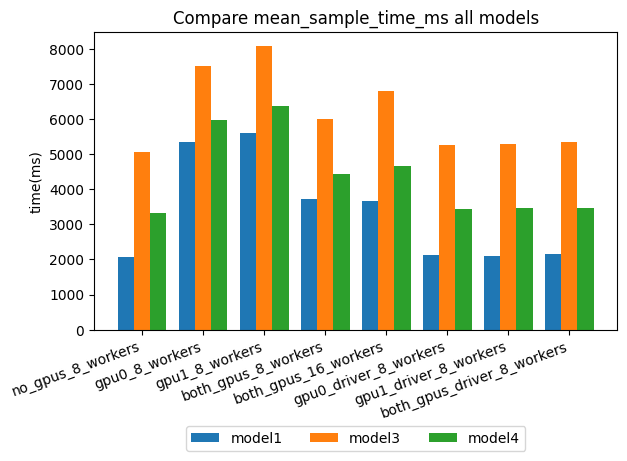 Compare mean_sample_time_ms all models
8000
7000
6000
5000
4000
3000
2000
1000
0
time(ms)
no_gpus_8_workers
gpu0_8_workers
gpu1_8_workers
both_gpus_8_workers
both_gpus_16_workers
gpu0_driver_8_workers
gpu1_driver_8_workers
both_gpus_driver_8_workers
model1 model3 model4